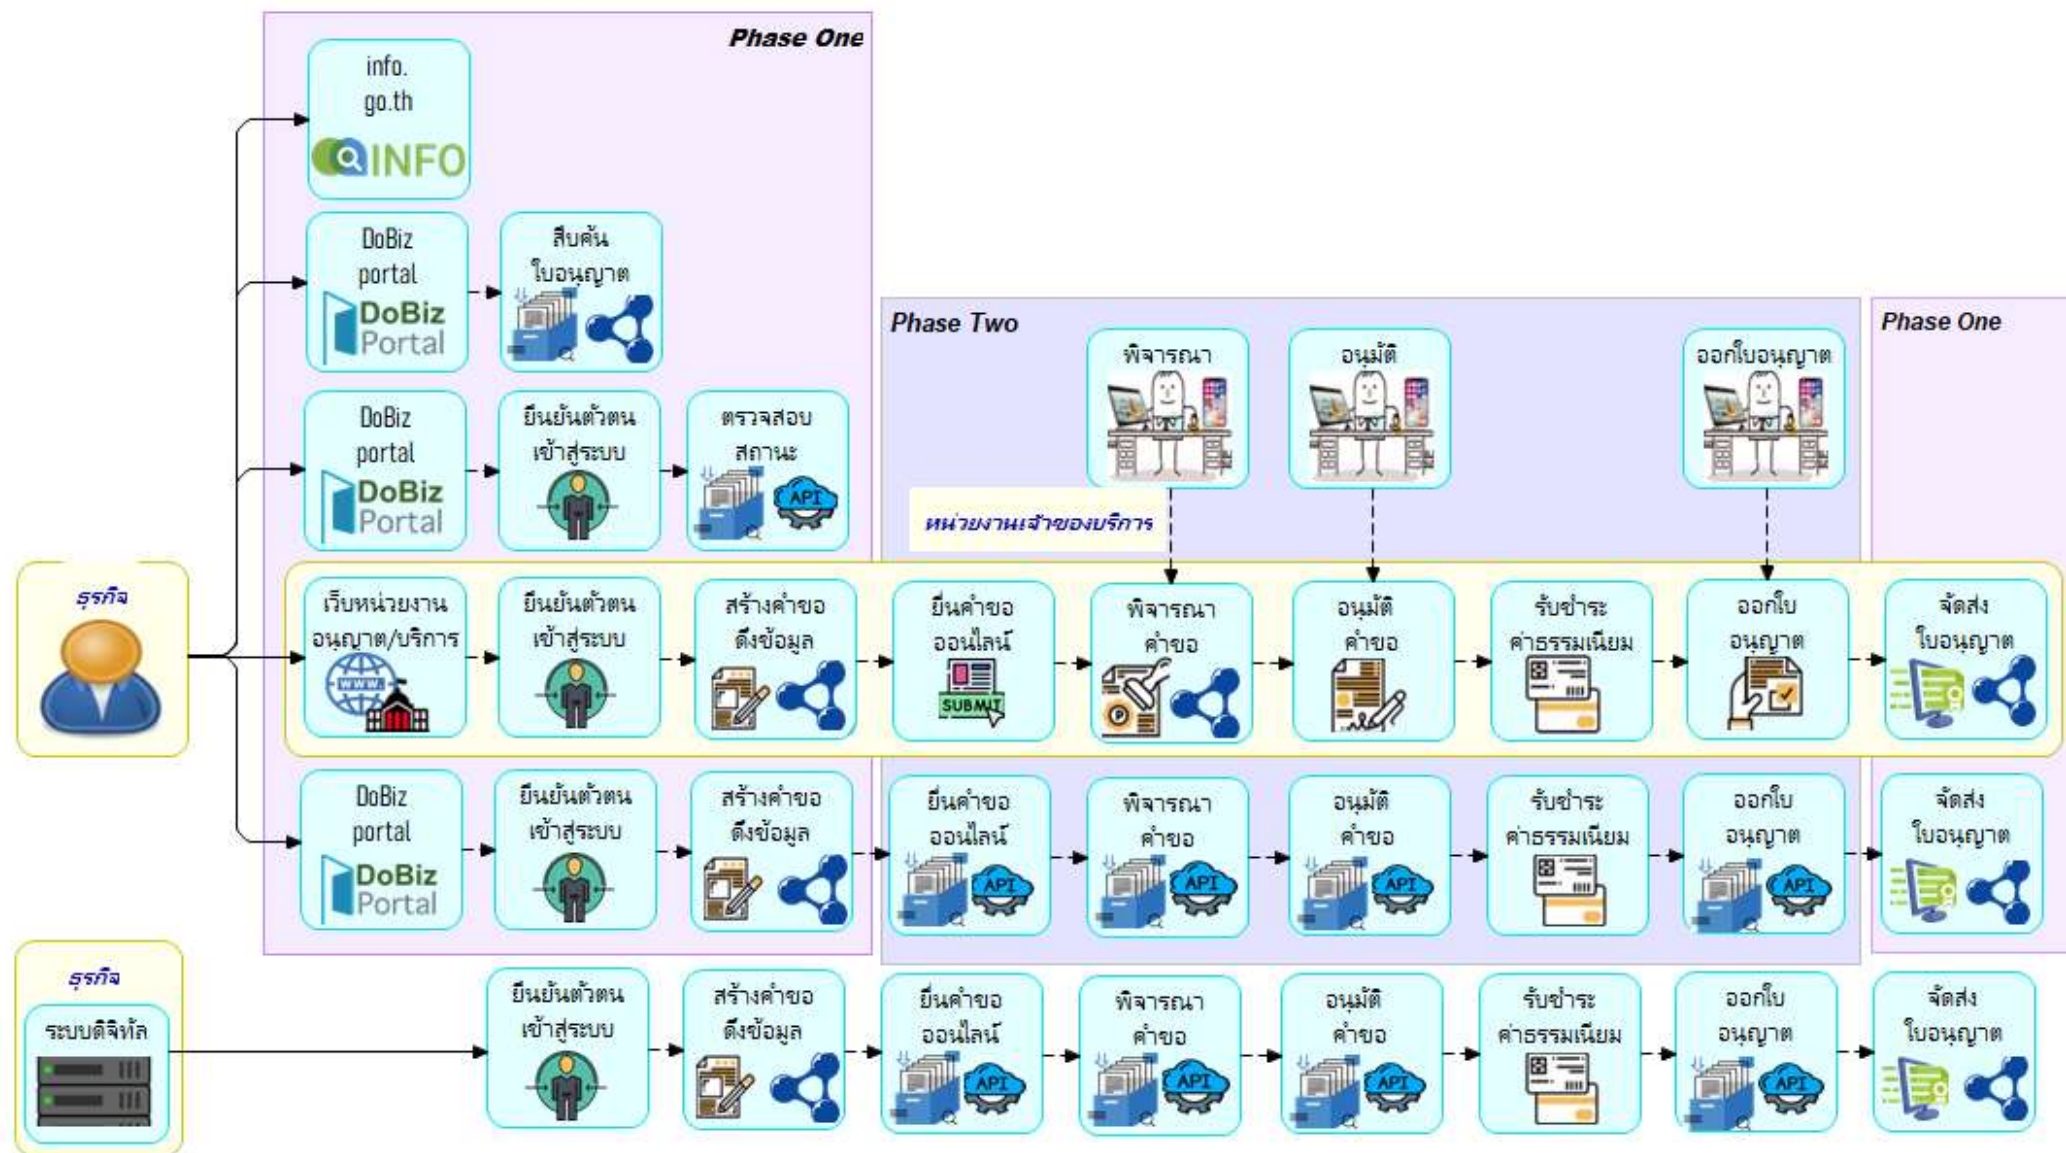 Phase One
info.
go.th
INFO
DoBiz
portal
DoBiz
Portal
สืบค้น
ใบอนุญาต
Phase Two
พิจารณา
อนุมัติ
ออกใบอนุญาต
Phase One
DoBiz
portal
DoBiz
Portal
ยืนยันตัวตน
เข้าสู่ระบบ
ตรวจสอบ
สถานะ
API
หน่วยงานเจ้าของบริการ
ธุรกิจ
เว็บหน่วยงาน
อนุญาต/บริการ
WWW.
ยืนยันตัวตน
เข้าสู่ระบบ
สร้างคำขอ
ดึงข้อมูล
ยื่นคำขอ
ออนไลน์
SUBMIT
พิจารณา
คำขอ
P
อนุมัติ
คำขอ
รับชำระ
ค่าธรรมเนียม
ออกใบ
อนุญาต
จัดส่ง
ใบอนุญาต
DoBiz
portal
DoBiz
Portal
ยืนยันตัวตน
เข้าสู่ระบบ
สร้างคำขอ
ดึงข้อมูล
ยื่นคำขอ
ออนไลน์
API
พิจารณา
คำขอ
API
อนุมัติ
คำขอ
API
รับชำระ
ค่าธรรมเนียม
ออกใบ
อนุญาต
API
จัดส่ง
ใบอนุญาต
ธุรกิจ
ระบบดิจิทัล
ยืนยันตัวตน
เข้าสู่ระบบ
สร้างคำขอ
ดึงข้อมูล
ยื่นคำขอ
ออนไลน์
API
พิจารณา
คำขอ
API
อนุมัติ
คำขอ
API
รับชำระ
ค่าธรรมเนียม
ออกใบ
อนุญาต
API
จัดส่ง
ใบอนุญาต